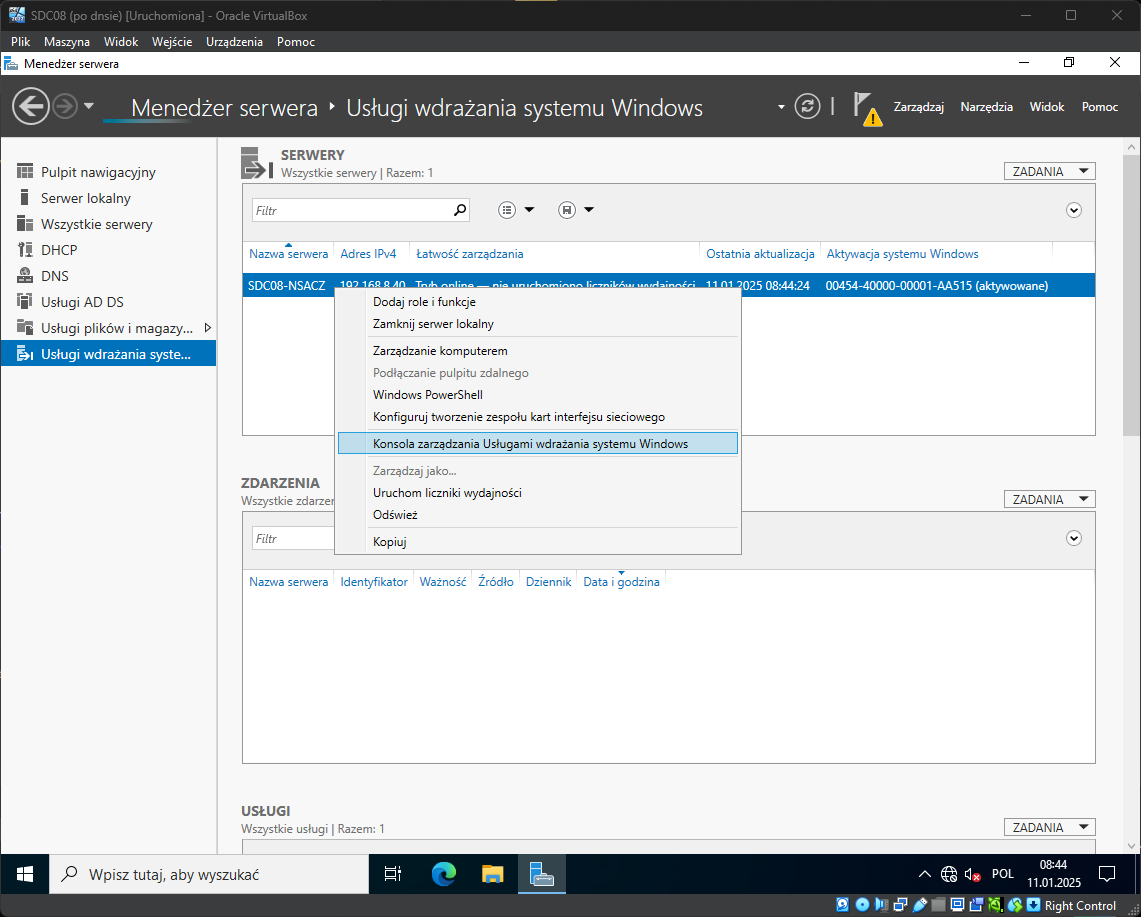 SDC08 (po dnsie) [Uruchomiona] - Oracle VirtualBox
Plik Maszyna Widok Wejście Urządzenia Pomoc
Menedżer serwera
Menedżer serwera Usługi wdrażania systemu Windows
Zarządzaj Narzędzia Widok Pomoc
Pulpit nawigacyjny
Serwer lokalny
Wszystkie serwery
DHCP
DNS
Usługi AD DS
Usługi plików i magazy...
Usługi wdrażania syste...
SERWERY
Wszystkie serwery | Razem: 1
ZADANIA
Filtr
Nazwa serwera Adres IPv4 Łatwość zarządzania Ostatnia aktualizacja Aktywacja systemu Windows
SDC08-NSACZ 192.168.8.40 Tryb online — nie uruchomiono liczników wydajności 11.01.2025 08:44:24 00454-40000-00001-AA515 (aktywowane)
Dodaj role i funkcje
Zamknij serwer lokalny
Zarządzanie komputerem
Podłączanie pulpitu zdalnego
Windows PowerShell
Konfiguruj tworzenie zespołu kart interfejsu sieciowego
Konsola zarządzania Usługami wdrażania systemu Windows
Zarządzaj jako...
Uruchom liczniki wydajności
Odśwież
Kopiuj
ZDARZENIA
Wszystkie zdarzer
ZADANIA
Filtr
Nazwa serwera Identyfikator Ważność Źródło Dziennik Data i godzina
USŁUGI
Wszystkie usługi | Razem: 1
ZADANIA
Wpisz tutaj, aby wyszukać
POL
08:44
11.01.2025
Right Control